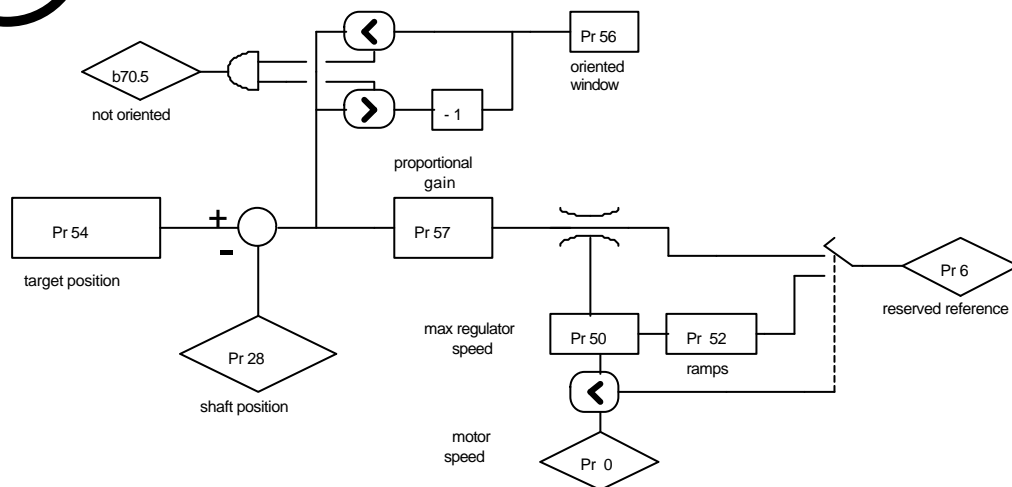 <
Pr 56
oriented
window
b70.5
not oriented
>
- 1
proportional
gain
Pr 54
+
-
Pr 57
target position
Pr 6
reserved reference
Pr 28
shaft position
max regulator
speed
Pr 50
Pr 52
ramps
<
motor
speed
Pr 0